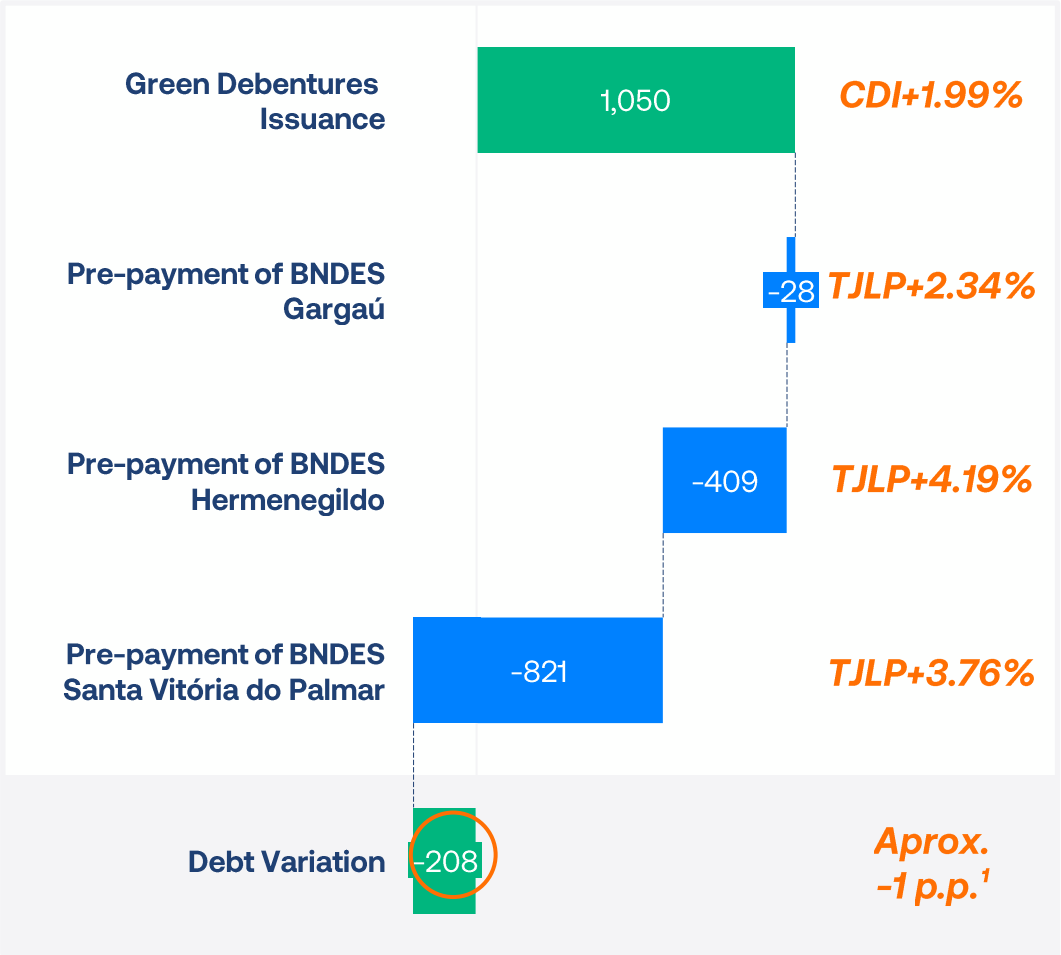 Green Debentures
Issuance
1,050
CDI+1.99%
Pre-payment of BNDES
Gargaú
-28
TJLP+2.34%
Pre-payment of BNDES
Hermenegildo
-409
TJLP+4.19%
Pre-payment of BNDES
Santa Vitória do Palmar
-821
TJLP+3.76%
Debt Variation
-208
Aprox.
-1 p.p.¹